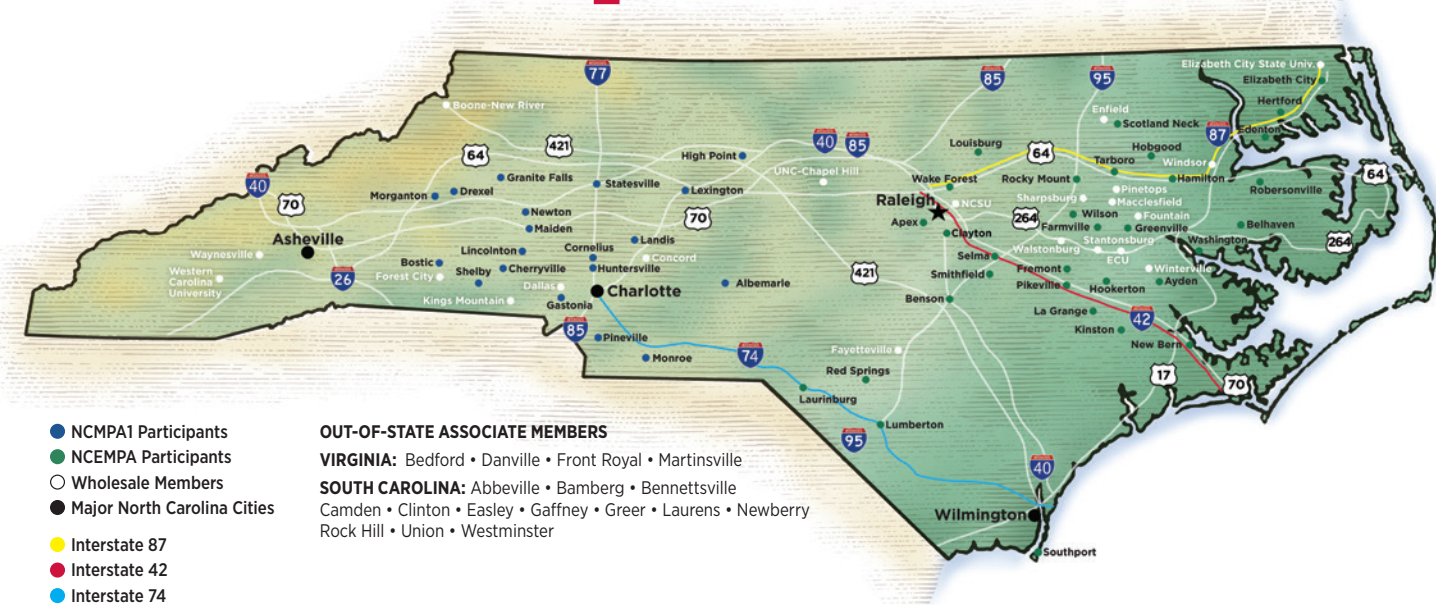 77
85
95
Elizabeth City State Univ.
Elizabeth City
Boone-New River
Enfield
Hertford
Scotland Neck
87
Edenton
421
40
85
Louisburg
Hobgood
64
High Point
64
Tarboro
Windsor
UNC-Chapel Hill
64
40
Granite Falls
Statesville
Wake Forest
Rocky Mount
Hamilton
Morganton
Drexel
Lexington
Pinetops
Robersonville
70
Raleigh
NCSU
Sharpsburg
Macclesfield
Newton
70
264
Wilson
Fountain
Apex
Farmville
Greenville
Belhaven
Maiden
Clayton
Asheville
Landis
Stantonsburg
Washington
264
Waynesville
Lincolnton
Cornelius
Walstonburg
ECU
Bostic
Concord
Selma
Western
Carolina
University
26
Forest City
Shelby
Cherryville
Huntersville
421
Smithfield
Fremont
Winterville
Dallas
Albemarle
Pikeville
Hookerton
Ayden
Kings Mountain
Gastonia
Charlotte
Benson
La Grange
42
85
Kinston
Pineville
New Bern
Monroe
74
Fayetteville
Red Springs
17
70
Laurinburg
Lumberton
95
40
Wilmington
Southport
NCMPA1 Participants
NCEMPA Participants
Wholesale Members
Major North Carolina Cities
Interstate 87
Interstate 42
Interstate 74
OUT-OF-STATE ASSOCIATE MEMBERS
VIRGINIA: Bedford • Danville • Front Royal • Martinsville
SOUTH CAROLINA: Abbeville • Bamberg • Bennettsville
Camden • Clinton • Easley • Gaffney • Greer • Laurens • Newberry
Rock Hill • Union • Westminster